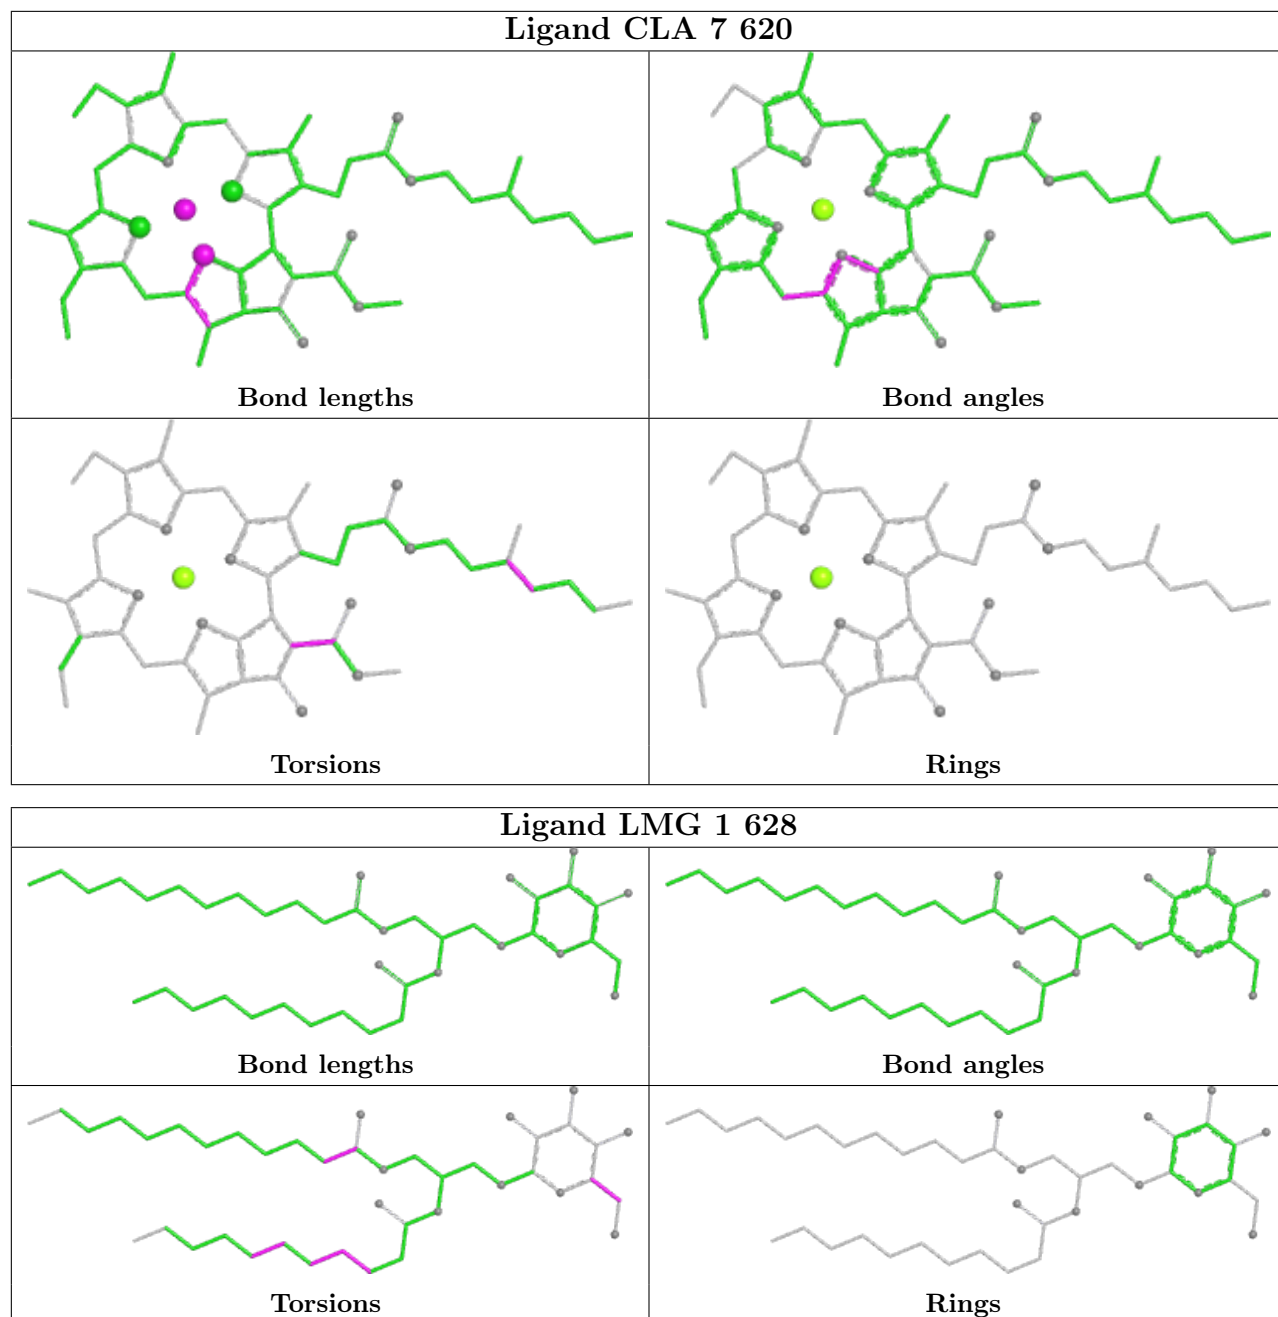 Ligand CLA 7 620
Bond lengths
Bond angles
Torsions
Rings
Ligand LMG 1 628
Bond lengths
Bond angles
Torsions
Rings